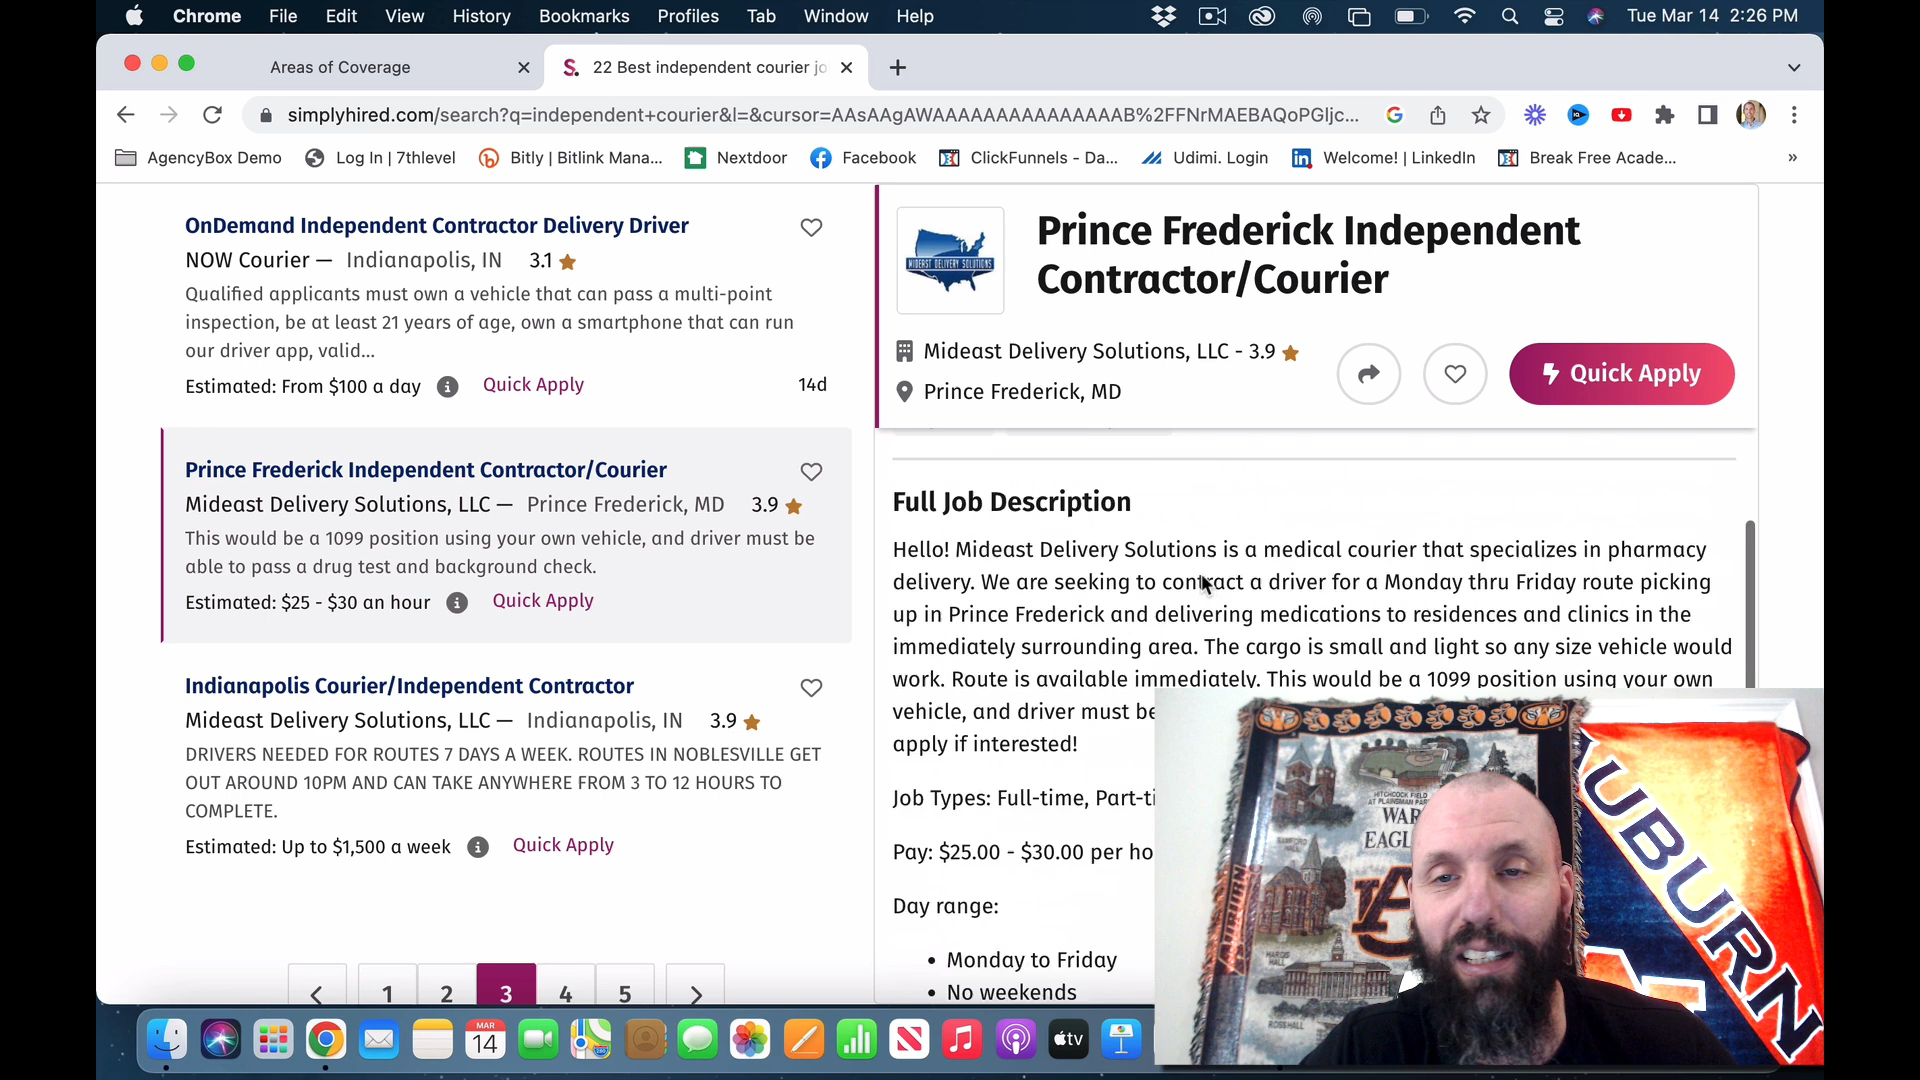 Chrome File Edit View History Bookmarks Profiles Tab Window Help Tue Mar 14 2:26 PM
Areas of Coverage
S. 22 Best independent courier jo
simplyhired.com/search?q=independent+courier&l=&cursor=AAsAAgAWAAAAAAAAAAAAAAAB%2FFNrMAEBAQoPGljc...
AgencyBox Demo Log In | 7thlevel Bitly | Bitlink Mana... Nextdoor Facebook ClickFunnels - Da... Udimi. Login Welcome! | LinkedIn Break Free Acade... »
OnDemand Independent Contractor Delivery Driver
NOW Courier — Indianapolis, IN 3.1
Qualified applicants must own a vehicle that can pass a multi-point
inspection, be at least 21 years of age, own a smartphone that can run
our driver app, valid...
Estimated: From $100 a day Quick Apply 14d
Prince Frederick Independent Contractor/Courier
Mideast Delivery Solutions, LLC — Prince Frederick, MD 3.9
This would be a 1099 position using your own vehicle, and driver must be
able to pass a drug test and background check.
Estimated: $25 - $30 an hour Quick Apply
Indianapolis Courier/Independent Contractor
Mideast Delivery Solutions, LLC — Indianapolis, IN 3.9
DRIVERS NEEDED FOR ROUTES 7 DAYS A WEEK. ROUTES IN NOBLESVILLE GET
OUT AROUND 10PM AND CAN TAKE ANYWHERE FROM 3 TO 12 HOURS TO
COMPLETE.
Estimated: Up to $1,500 a week Quick Apply
1 2 3 4 5
MIDEAST DELIVERY SOLUTIONS
Prince Frederick Independent
Contractor/Courier
Mideast Delivery Solutions, LLC - 3.9
Prince Frederick, MD
Quick Apply
Full Job Description
Hello! Mideast Delivery Solutions is a medical courier that specializes in pharmacy
delivery. We are seeking to contract a driver for a Monday thru Friday route picking
up in Prince Frederick and delivering medications to residences and clinics in the
immediately surrounding area. The cargo is small and light so any size vehicle would
work. Route is available immediately. This would be a 1099 position using your own
vehicle, and driver must be
apply if interested!
Job Types: Full-time, Part-ti
Pay: $25.00 - $30.00 per ho
Day range:
• Monday to Friday
• No weekends
HITCHCOCK FIELD
AT PLAINSMAN PAR
WAR
EAGL
AUBURN
AUBURN
MAR
14
tv